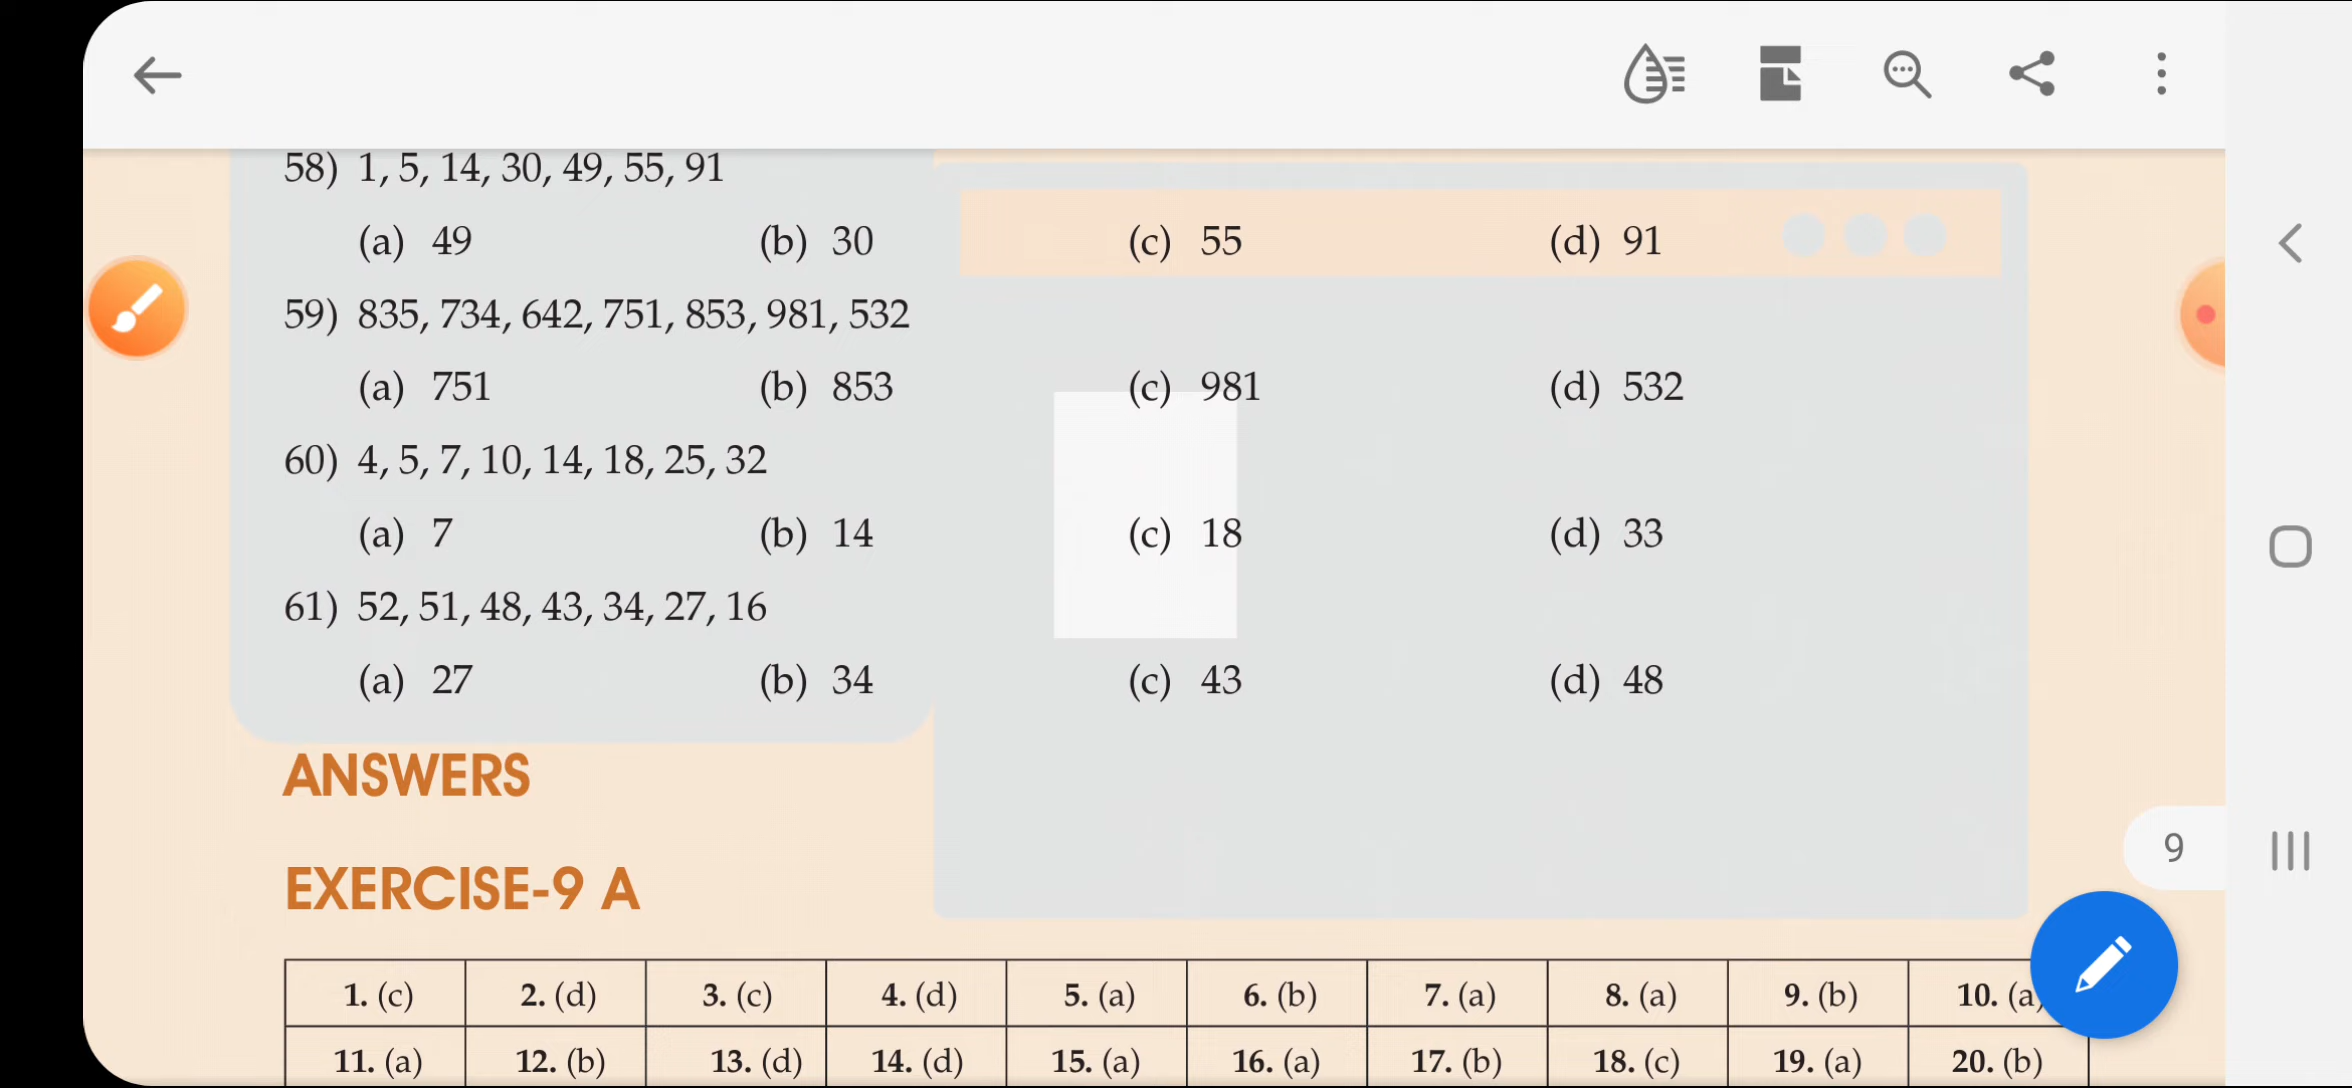 58) 1, 5, 14, 30, 49, 55, 91
(a) 49 (b) 30 (c) 55 (d) 91
59) 835, 734, 642, 751, 853, 981, 532
(a) 751 (b) 853 (c) 981 (d) 532
60) 4, 5, 7, 10, 14, 18, 25, 32
(a) 7 (b) 14 (c) 18 (d) 33
61) 52, 51, 48, 43, 34, 27, 16
(a) 27 (b) 34 (c) 43 (d) 48
ANSWERS
9
EXERCISE-9 A
1. (c) 2. (d) 3. (c) 4. (d) 5. (a) 6. (b) 7. (a) 8. (a) 9. (b) 10. (a)
11. (a) 12. (b) 13. (d) 14. (d) 15. (a) 16. (a) 17. (b) 18. (c) 19. (a) 20. (b)